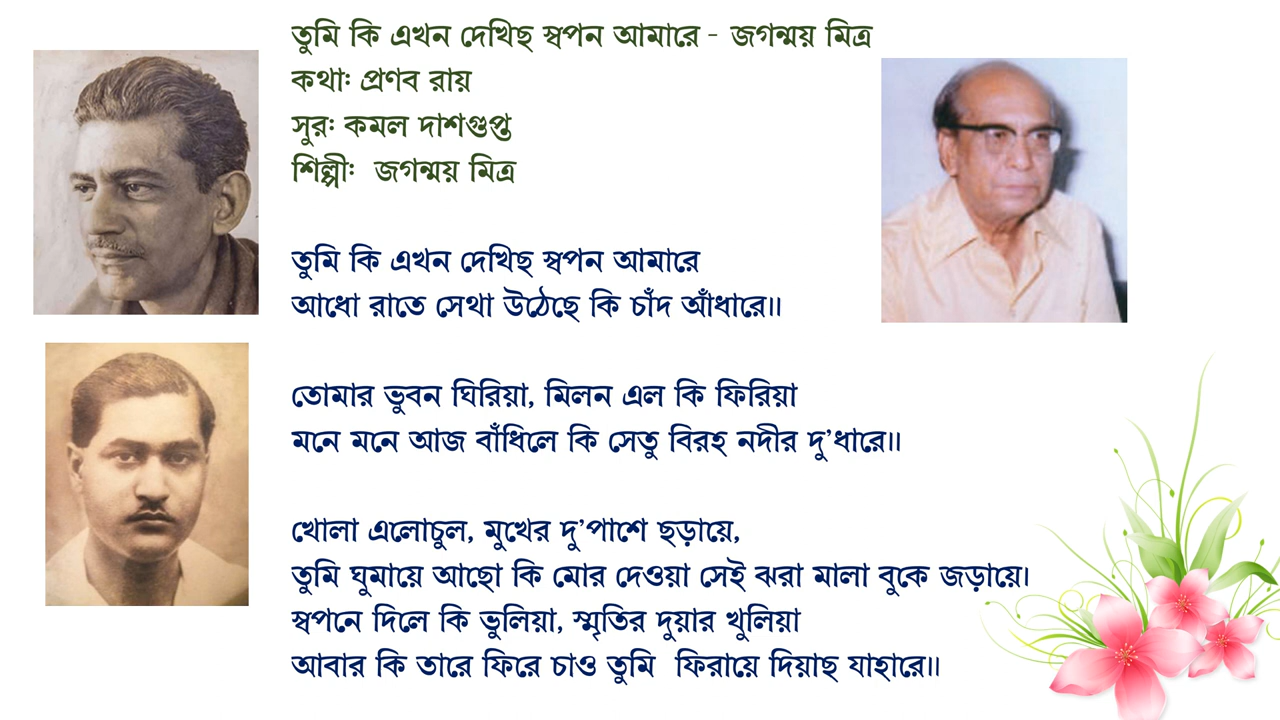 তুমি কি এখন দেখিছ স্বপন আমারে - জগন্ময় মিত্র
কথাঃ প্রণব রায়
সুরঃ কমল দাশগুপ্ত
শিল্পীঃ জগন্ময় মিত্র
তুমি কি এখন দেখিছ স্বপন আমারে
আধো রাতে সেথা উঠেছে কি চাঁদ আঁধারে॥
তোমার ভুবন ঘিরিয়া, মিলন এল কি ফিরিয়া
মনে মনে আজ বাঁধিলে কি সেতু বিরহ নদীর দু’ধারে॥
খোলা এলোচুল, মুখের দু’পাশে ছড়ায়ে,
তুমি ঘুমায়ে আছো কি মোর দেওয়া সেই ঝরা মালা বুকে জড়ায়ে।
স্বপনে দিলে কি ভুলিয়া, স্মৃতির দুয়ার খুলিয়া
আবার কি তারে ফিরে চাও তুমি ফিরায়ে দিয়াছ যাহারে॥